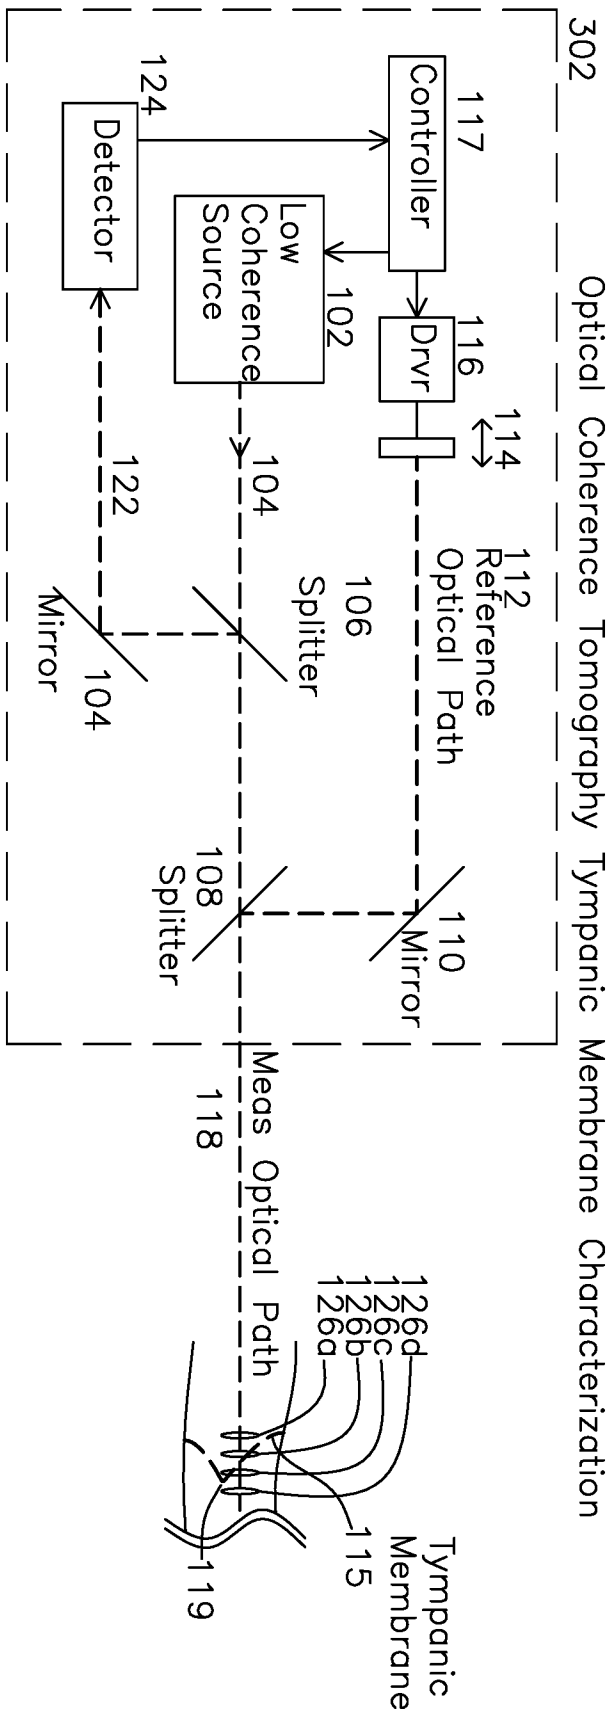 Optical Coherence Tomography Tympanic Membrane Characterization
302
117
Controller
116
Drvr
114
112
Reference
Optical Path
110
Mirror
124
Detector
Low
Coherence
Source
102
104
106
Splitter
122
104
Mirror
108
Splitter
Meas Optical Path
118
126d
126c
126b
126a
Tympanic
Membrane
115
119